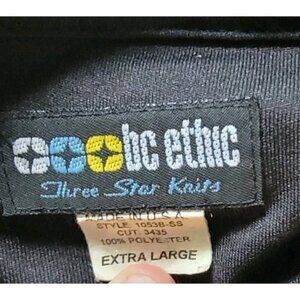 bc ethic
Three Star Knits
MADE IN U.S.A.
STYLE: 1053B-SS
CUT: 3435
100% POLYESTER
EXTRA LARGE